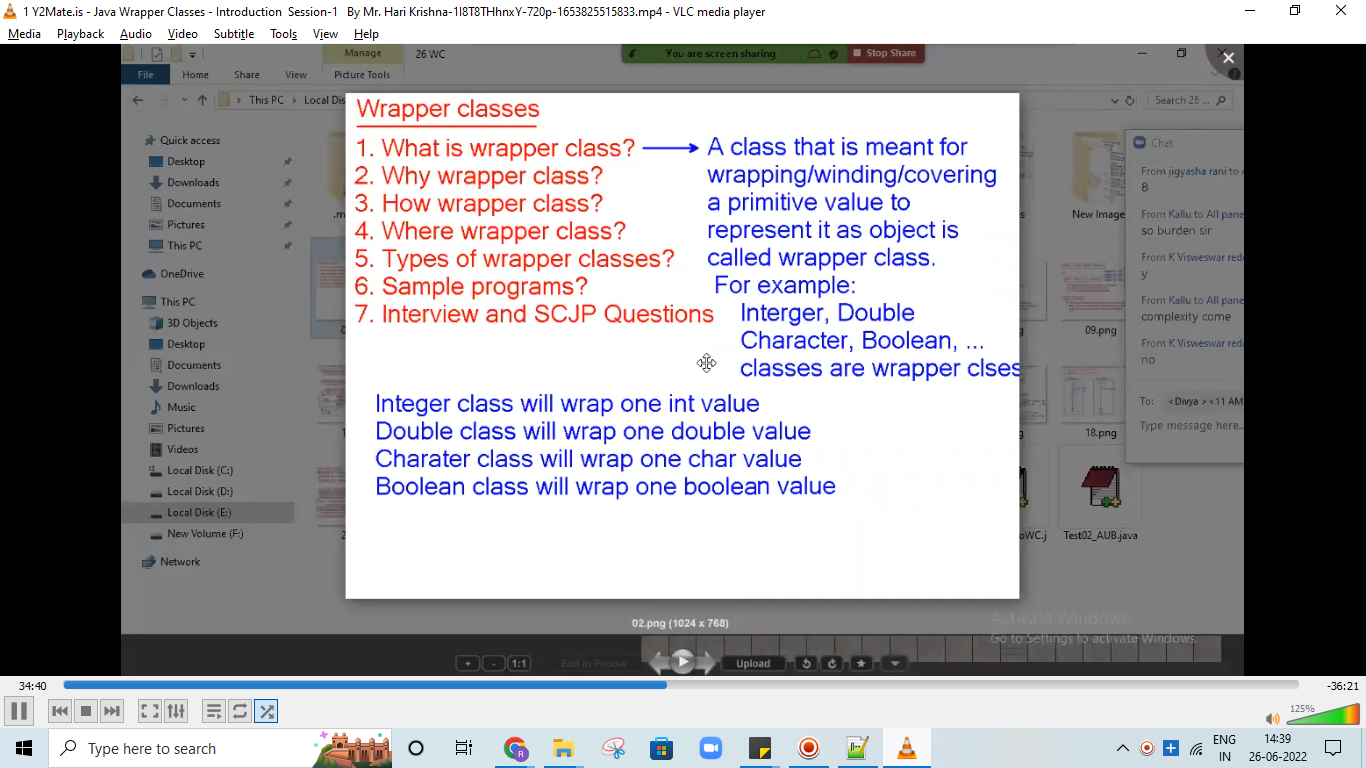 1 Y2Mate.is - Java Wrapper Classes - Introduction Session-1 By Mr. Hari Krishna-1I8T8THhnxY-720p-1653825515833.mp4 - VLC media player
Media Playback Audio Video Subtitle Tools View Help
Manage 26 WC You are screen sharing Stop Share
File Home Share View Picture Tools
This PC Local Dis Search 26 ...
Wrapper classes
1. What is wrapper class?
2. Why wrapper class?
3. How wrapper class?
4. Where wrapper class?
5. Types of wrapper classes?
6. Sample programs?
7. Interview and SCJP Questions
A class that is meant for
wrapping/winding/covering
a primitive value to
represent it as object is
called wrapper class.
For example:
Interger, Double
Character, Boolean, ...
classes are wrapper clses
Integer class will wrap one int value
Double class will wrap one double value
Charater class will wrap one char value
Boolean class will wrap one boolean value
Quick access
Desktop
Downloads
Documents
Pictures
This PC
OneDrive
This PC
3D Objects
Desktop
Documents
Downloads
Music
Pictures
Videos
Local Disk (C:)
Local Disk (D:)
Local Disk (E:)
New Volume (F:)
Network
New Image
09.png
18.png
oWC.j
Test02_AUB.java
Chat
From jigyasha rani to
8
From Kallu to All pane
so burden sir
From K Visweswar redd
y
From Kallu to All pane
complexity come
From K Visweswar redd
no
To: <Divya > <11 AM
Type message here..
02.png (1024 x 768)
Activate Windows
Go to Settings to activate Windows.
+ - 1:1 Edit in Picasa Upload
34:40 -36:21
125%
Type here to search
ENG
IN
14:39
26-06-2022